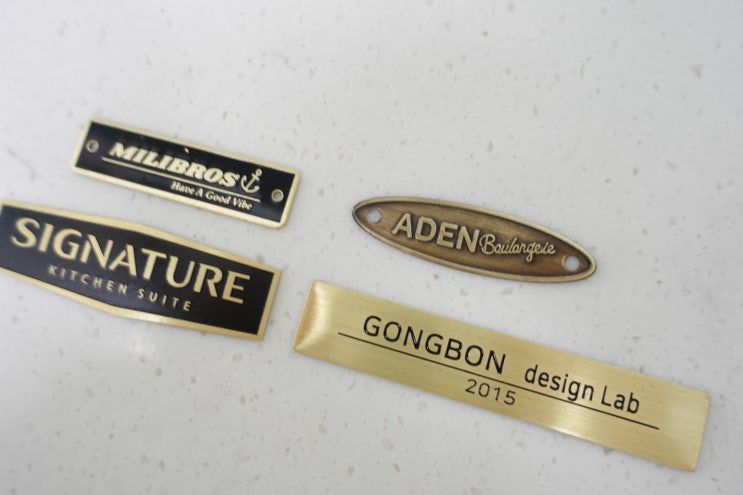 MILIBROS
Have A Good Vibe
SIGNATURE
KITCHEN SUITE
ADEN Boulangerie
GONGBON design Lab
2015